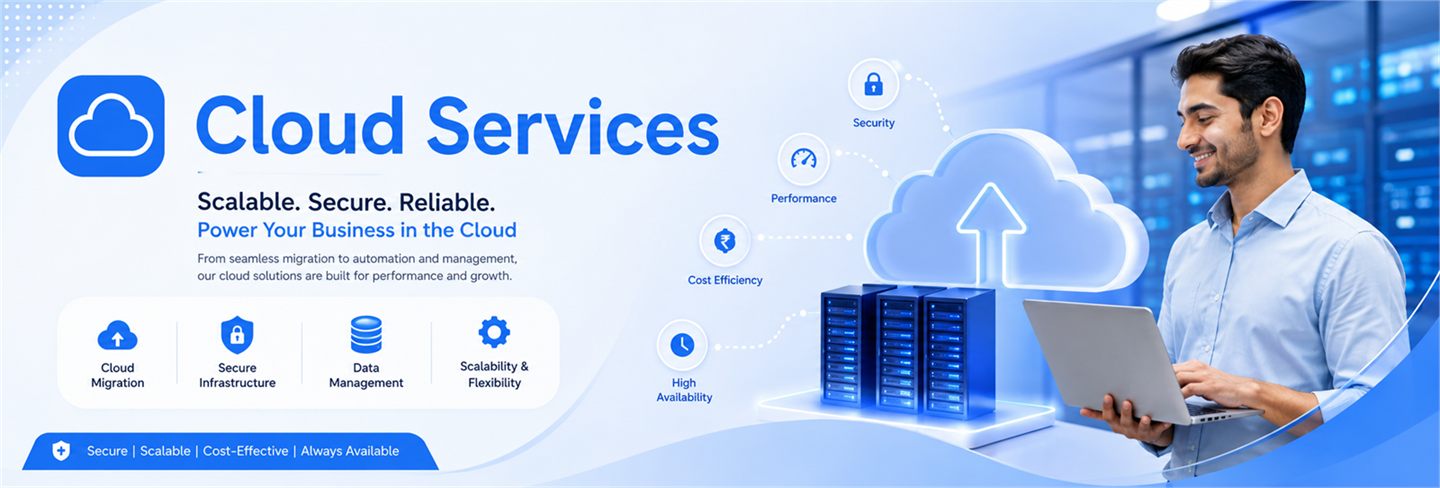 Cloud Services
Scalable. Secure. Reliable.
Power Your Business in the Cloud
From seamless migration to automation and management,
our cloud solutions are built for performance and growth.
Cloud
Migration
Secure
Infrastructure
Data
Management
Scalability &
Flexibility
Secure | Scalable | Cost-Effective | Always Available
Security
Performance
₹
Cost Efficiency
High
Availability